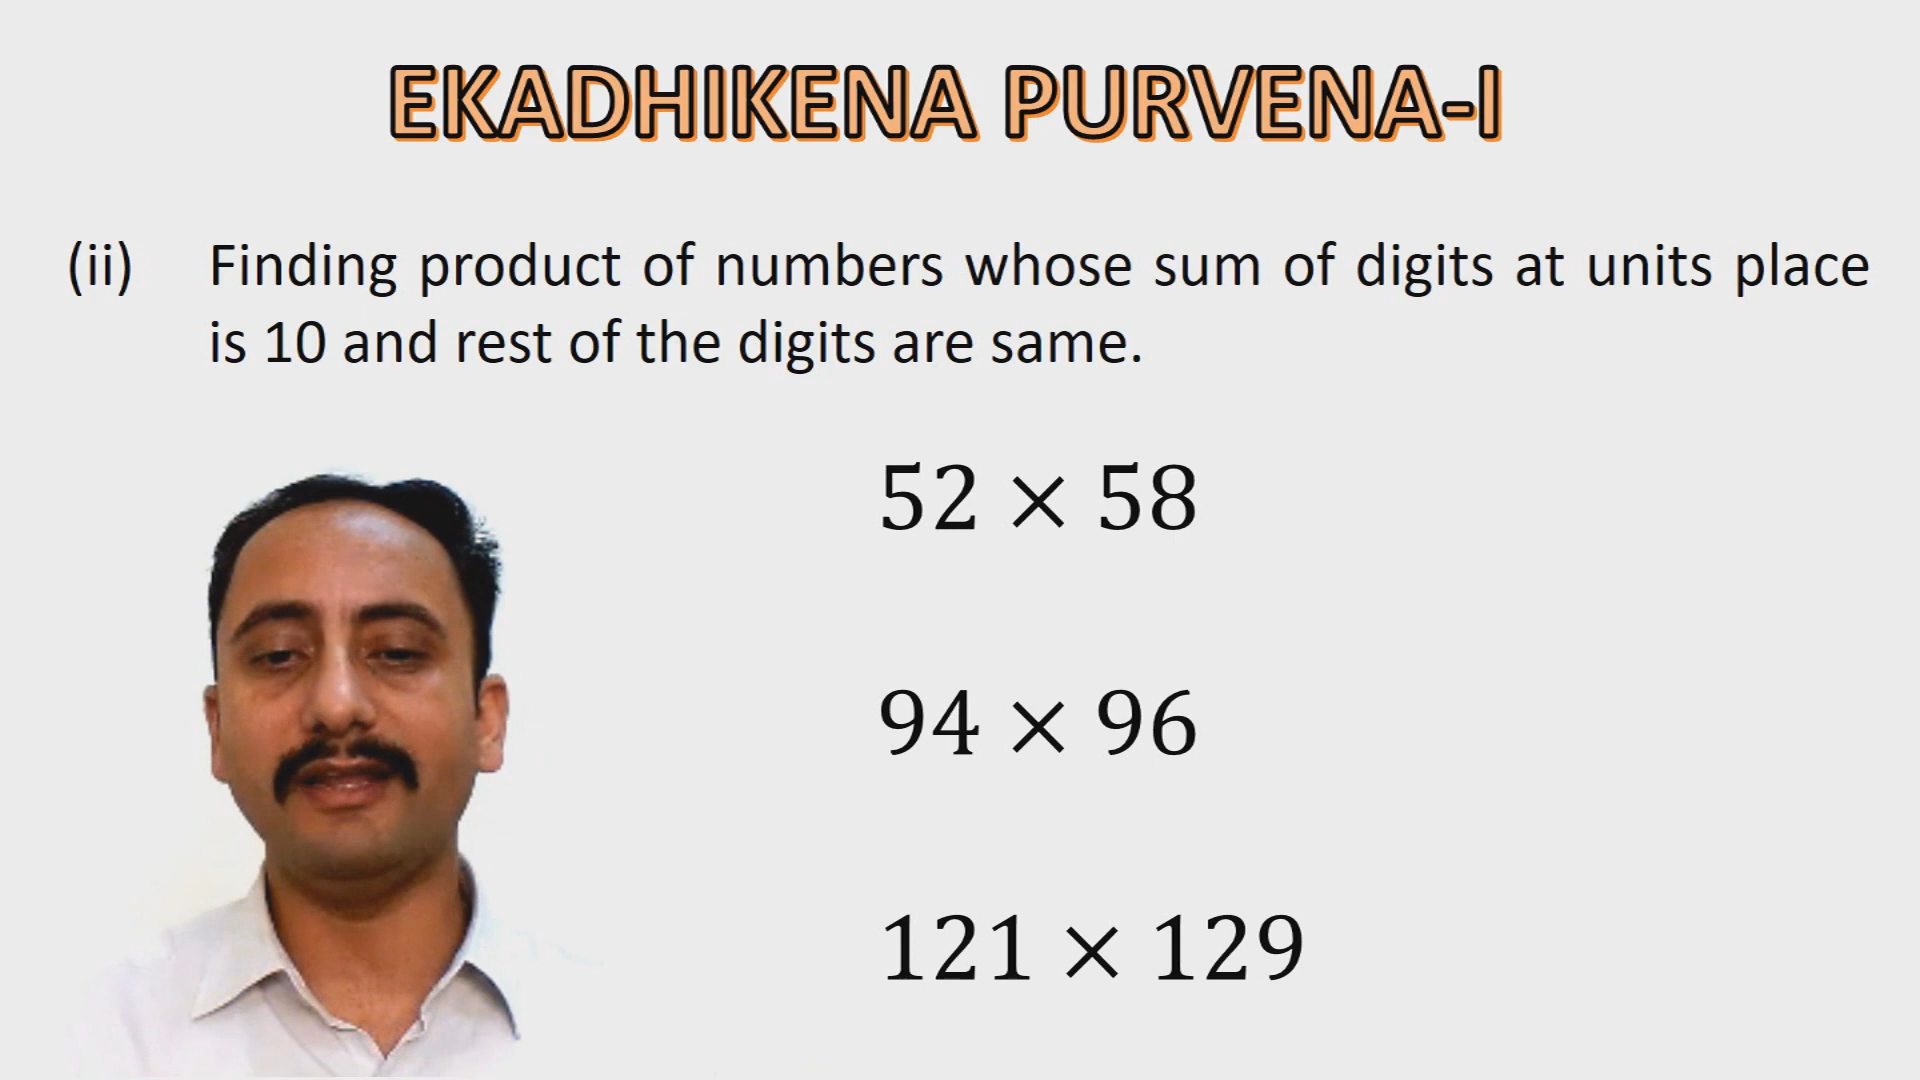 EKADHIKENA PURVENA-I
(ii) Finding product of numbers whose sum of digits at units place
is 10 and rest of the digits are same.
52 × 58
94 × 96
121 × 129